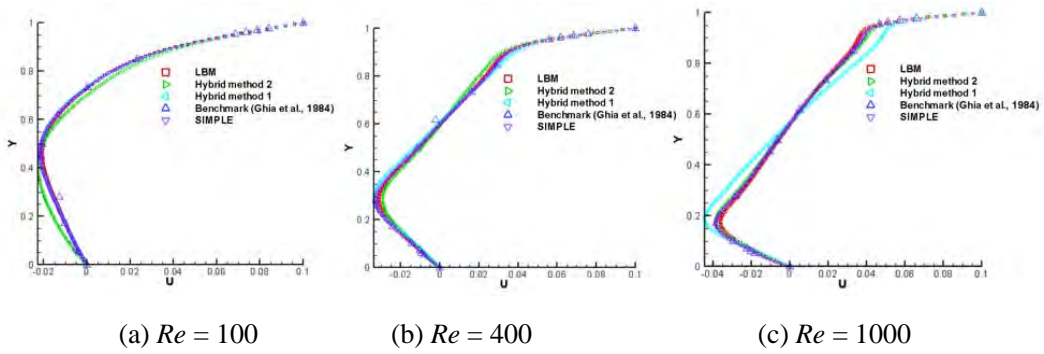 1
0.8
0.6
0.4
0.2
0
Y
-0.02
0
0.02
0.04
0.06
0.08
0.1
U
LBM
Hybrid method 2
Hybrid method 1
Benchmark (Ghia et al., 1984)
SIMPLE
(a) Re = 100
1
0.8
0.6
0.4
0.2
0
Y
-0.02
0
0.02
0.04
0.06
0.08
0.1
U
LBM
Hybrid method 2
Hybrid method 1
Benchmark (Ghia et al., 1984)
SIMPLE
(b) Re = 400
1
0.8
0.6
0.4
0.2
0
Y
-0.04
-0.02
0
0.02
0.04
0.06
0.08
0.1
U
LBM
Hybrid method 2
Hybrid method 1
Benchmark (Ghia et al., 1984)
SIMPLE
(c) Re = 1000